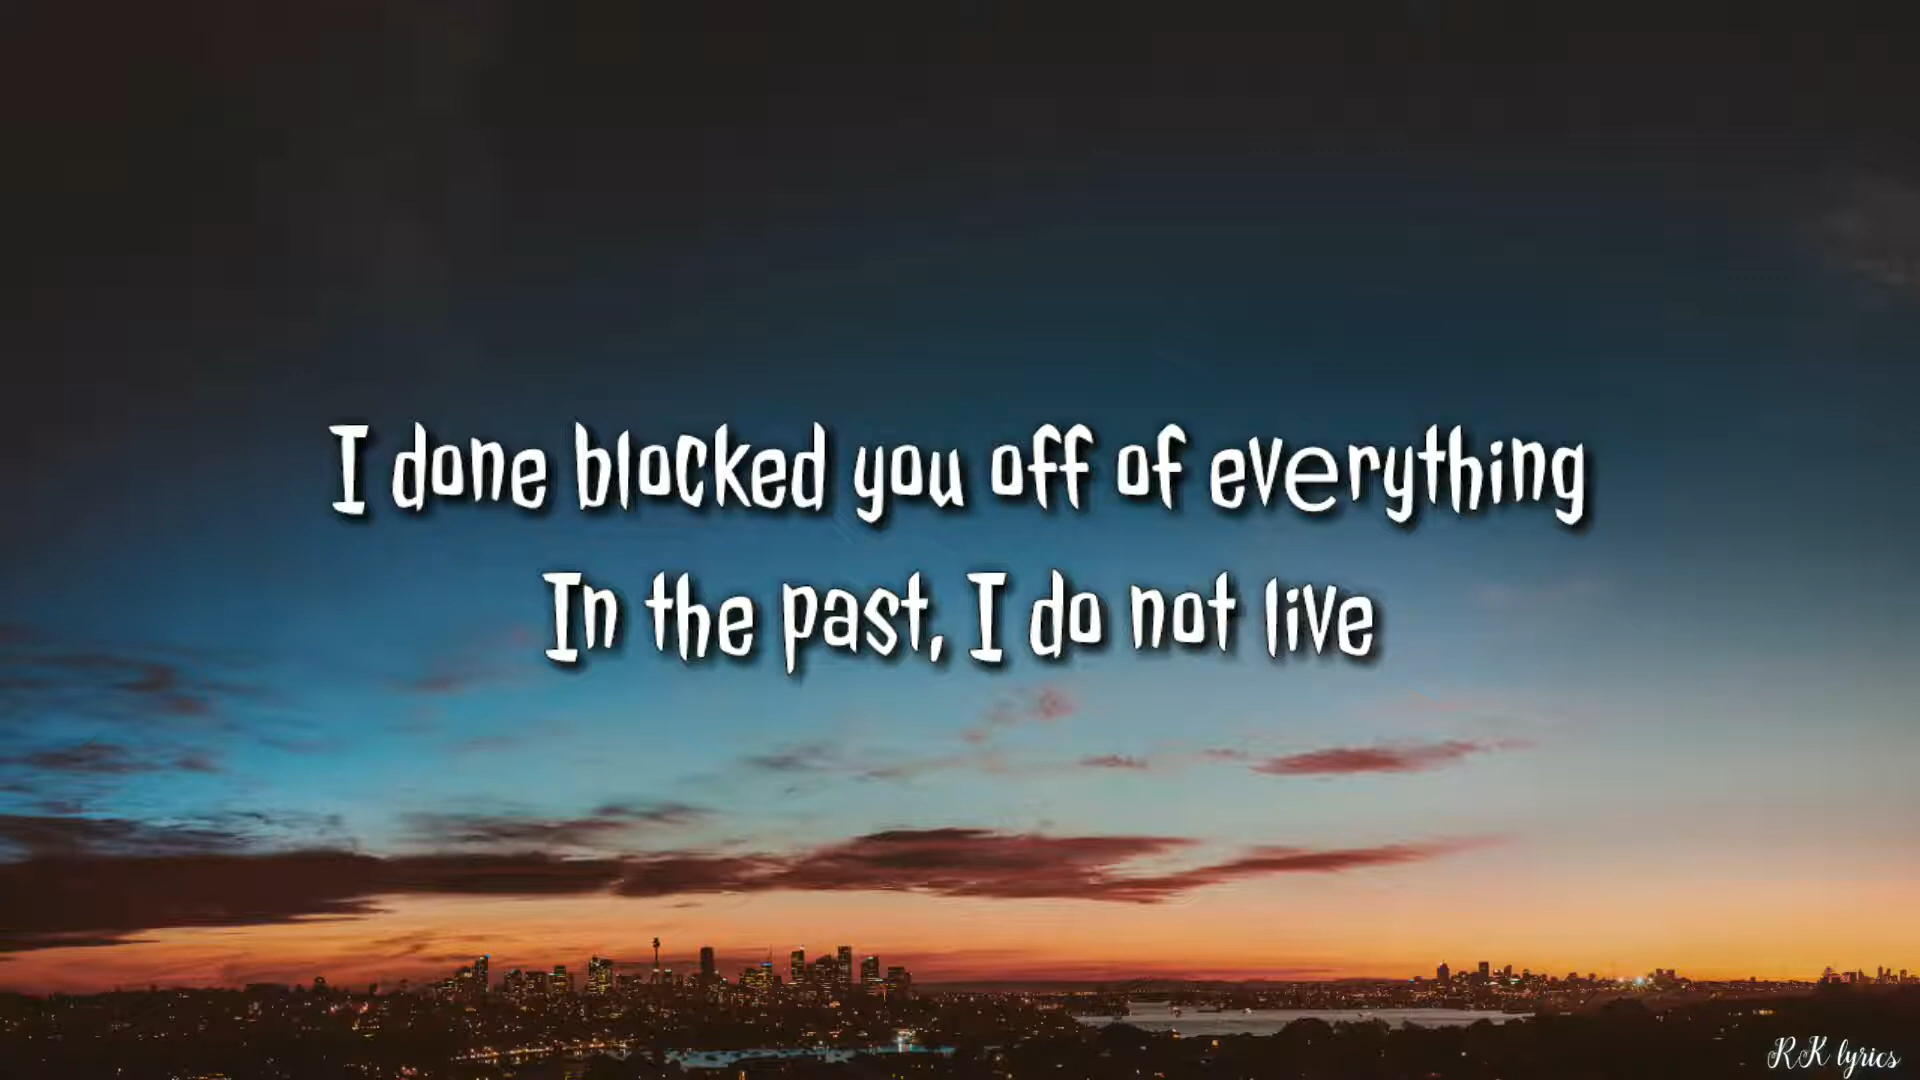 I done blocked you off of everything
In the past, I do not live
RK lyrics